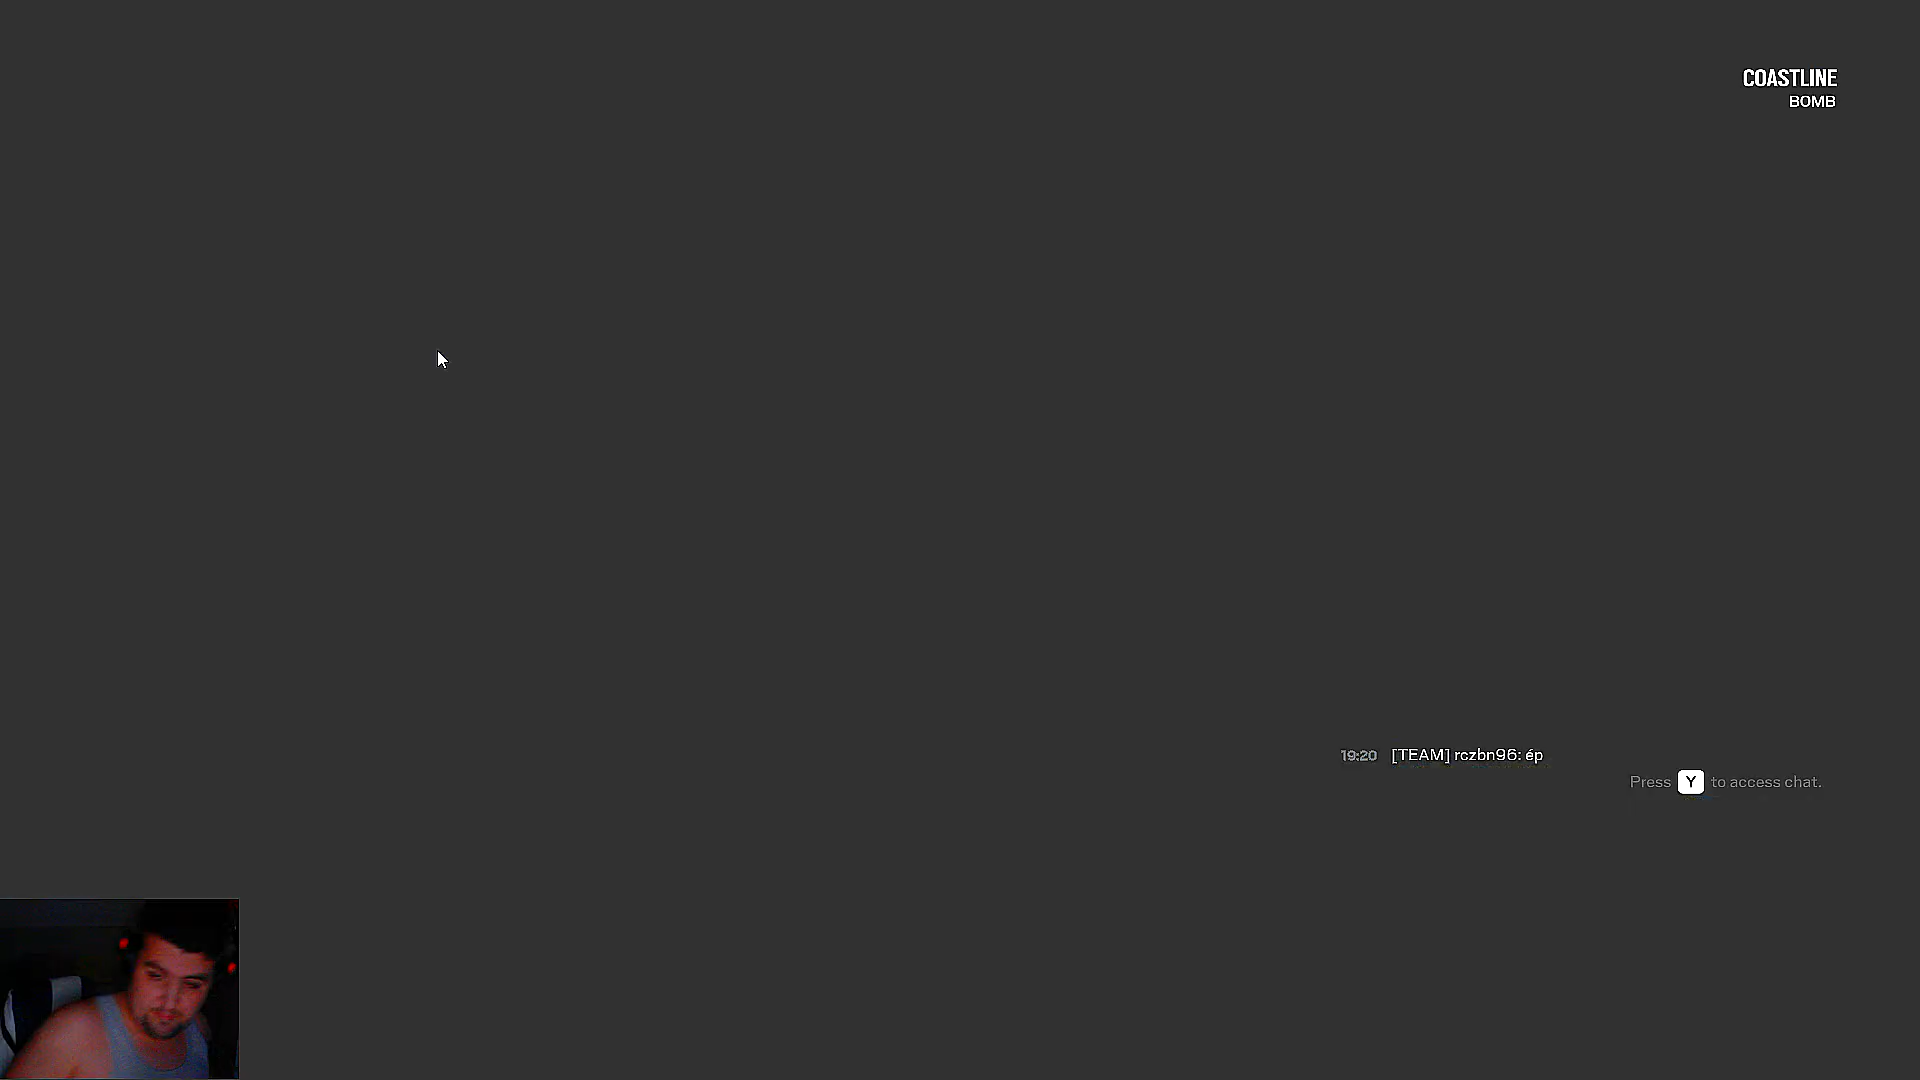 COASTLINE
BOMB
19:20 [TEAM] rczbn96: ép
Press Y to access chat.